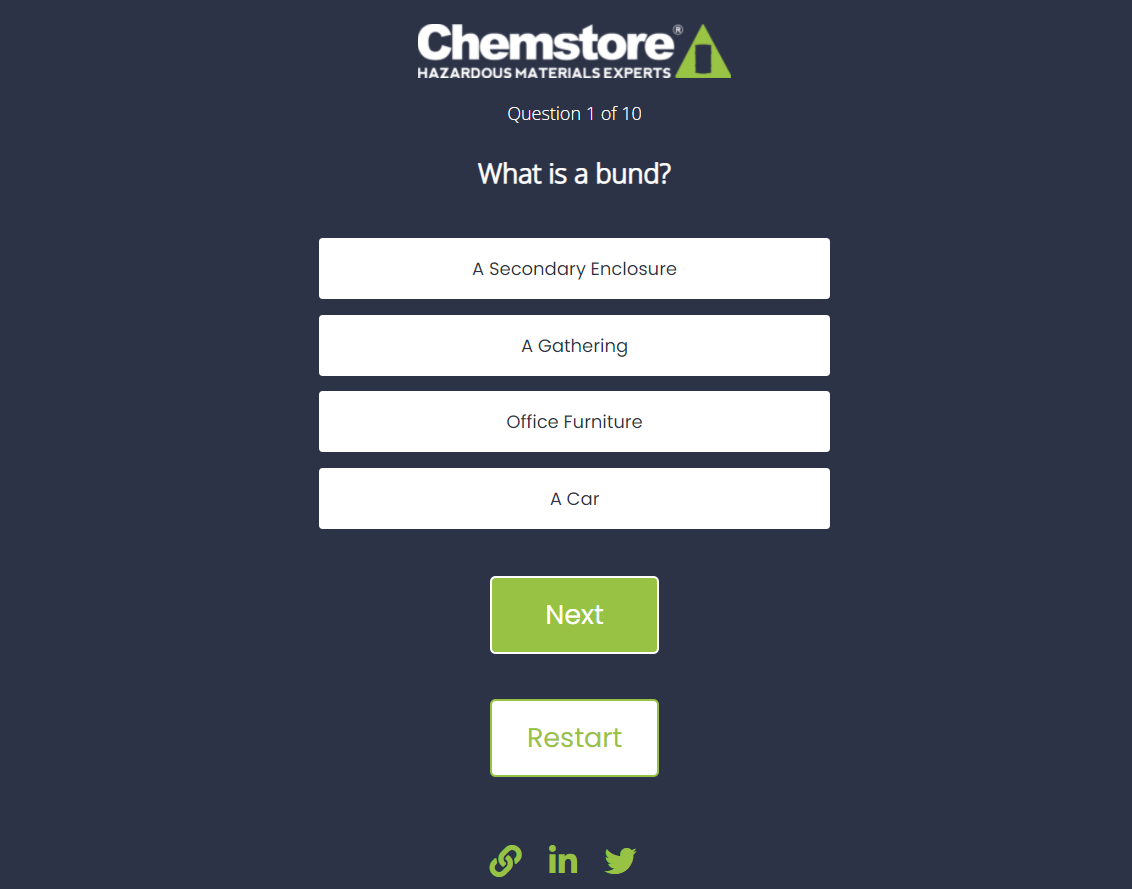 Chemstore®
HAZARDOUS MATERIALS EXPERTS
Question 1 of 10
What is a bund?
A Secondary Enclosure
A Gathering
Office Furniture
A Car
Next
Restart
in